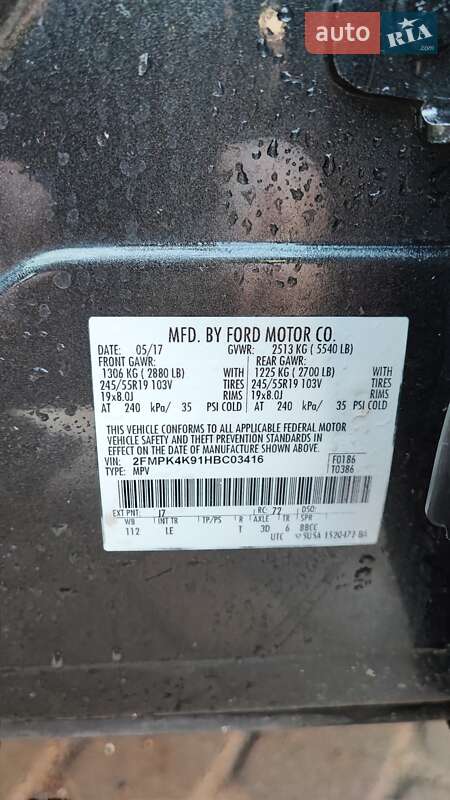 auto RIA .com
MFD. BY FORD MOTOR CO.
DATE: 05/17 GVWR: 2513 KG ( 5540 LB)
FRONT GAWR: REAR GAWR:
1306 KG ( 2880 LB) WITH 1225 KG ( 2700 LB) WITH
245/55R19 103V TIRES 245/55R19 103V TIRES
19x8.0J RIMS 19x8.0J RIMS
AT 240 kPa/ 35 PSI COLD AT 240 kPa/ 35 PSI COLD
THIS VEHICLE CONFORMS TO ALL APPLICABLE FEDERAL MOTOR
VEHICLE SAFETY AND THEFT PREVENTION STANDARDS IN
EFFECT ON THE DATE OF MANUFACTURE SHOWN ABOVE.
VIN: 2FMPK4K91HBC03416 F0186
TYPE: MPV T0386
EXT PNT: J7 RC: 72 DSO:
WB INT TR TP/PS R AXLE TR SPR
112 LE T 3D 6 BBCC
UTC